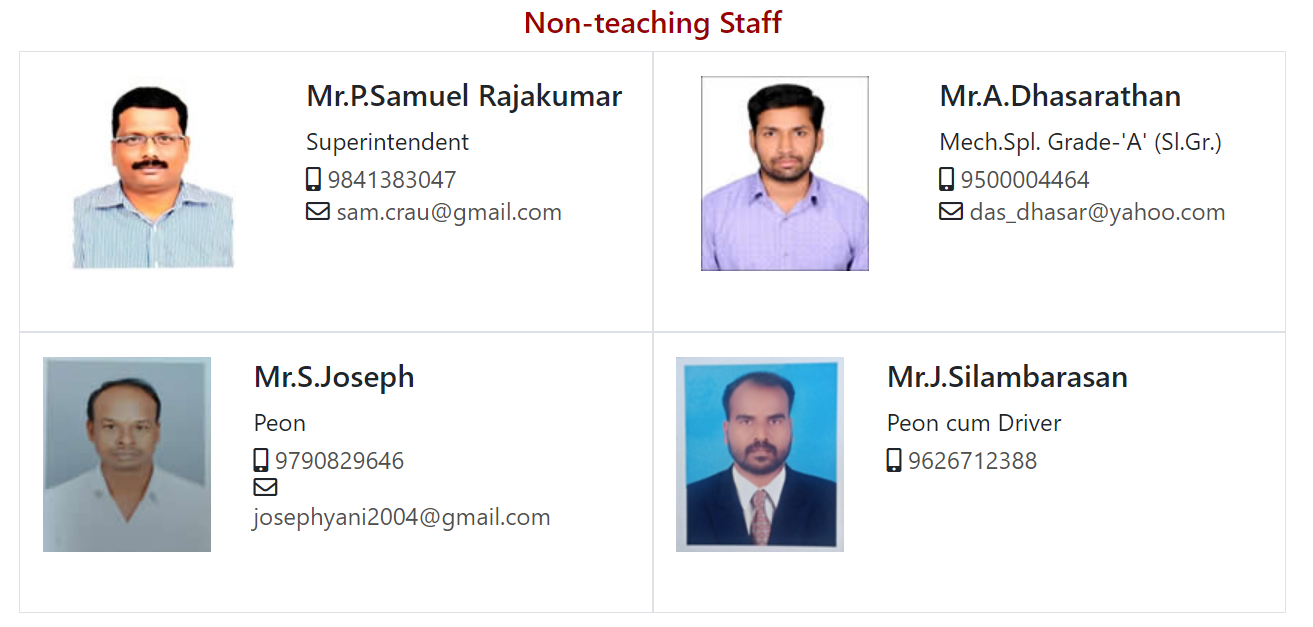 Non-teaching Staff
Mr.P.Samuel Rajakumar
Superintendent
9841383047
sam.crau@gmail.com
Mr.A.Dhasarathan
Mech.Spl. Grade-'A' (Sl.Gr.)
9500004464
das_dhasar@yahoo.com
Mr.S.Joseph
Peon
9790829646
josephyani2004@gmail.com
Mr.J.Silambarasan
Peon cum Driver
9626712388